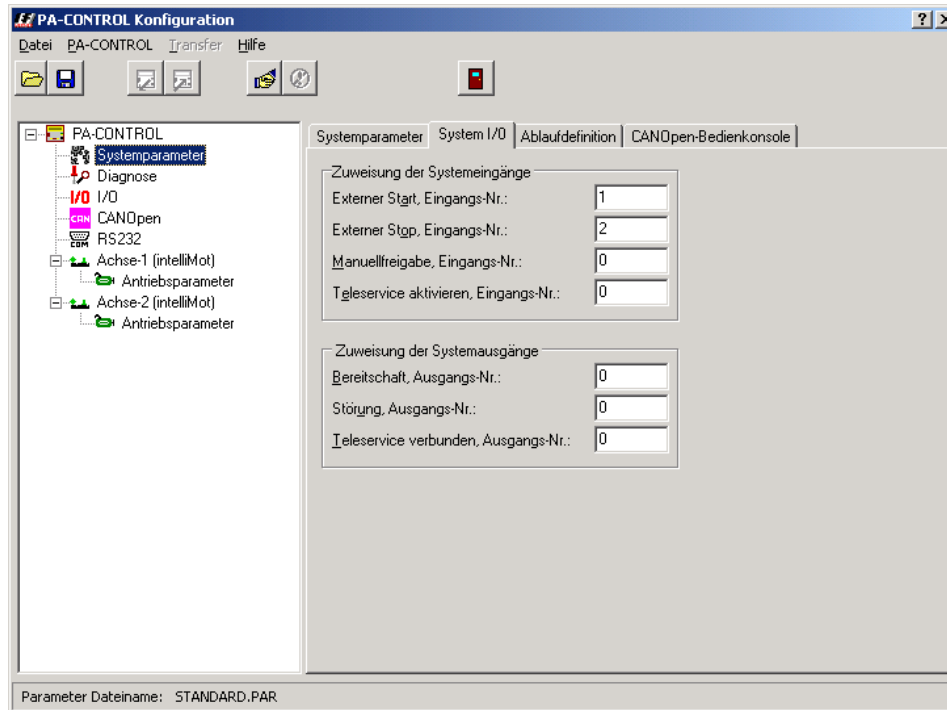 PA-CONTROL Konfiguration
Datei PA-CONTROL Transfer Hilfe
PA-CONTROL
Systemparameter
Diagnose
I/O I/O
CAN CANOpen
COM RS232
Achse-1 (intelliMot)
Antriebsparameter
Achse-2 (intelliMot)
Antriebsparameter
Systemparameter System I/O Ablaufdefinition CANOpen-Bedienkonsole
Zuweisung der Systemeingänge
Externer Start, Eingangs-Nr.: 1
Externer Stop, Eingangs-Nr.: 2
Manuellfreigabe, Eingangs-Nr.: 0
Teleservice aktivieren, Eingangs-Nr.: 0
Zuweisung der Systemausgänge
Bereitschaft, Ausgangs-Nr.: 0
Störung, Ausgangs-Nr.: 0
Teleservice verbunden, Ausgangs-Nr.: 0
Parameter Dateiname: STANDARD.PAR